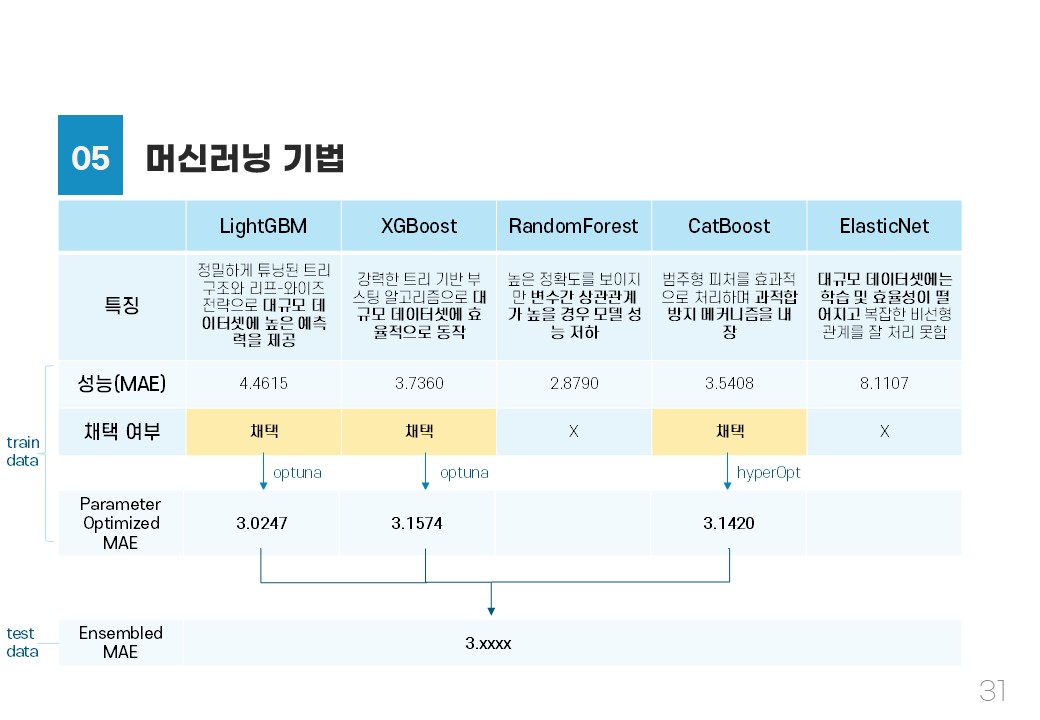 05
머신러닝 기법
LightGBM
XGBoost
RandomForest
CatBoost
ElasticNet
특징
정밀하게 튜닝된 트리
구조와 리프-와이즈
전략으로 대규모 데
이터셋에 높은 예측
력을 제공
강력한 트리 기반 부
스팅 알고리즘으로 대
규모 데이터셋에 효
율적으로 동작
높은 정확도를 보이지
만 변수간 상관관계
가 높을 경우 모델 성
능 저하
범주형 피처를 효과적
으로 처리하며 과적합
방지 메커니즘을 내
장
대규모 데이터셋에는
학습 및 효율성이 떨
어지고 복잡한 비선형
관계를 잘 처리 못함
성능(MAE)
4.4615
3.7360
2.8790
3.5408
8.1107
train
data
채택 여부
채택
채택
X
채택
X
optuna
optuna
hyperOpt
Parameter
Optimized
MAE
3.0247
3.1574
3.1420
test
data
Ensembled
MAE
3.xxxx
31